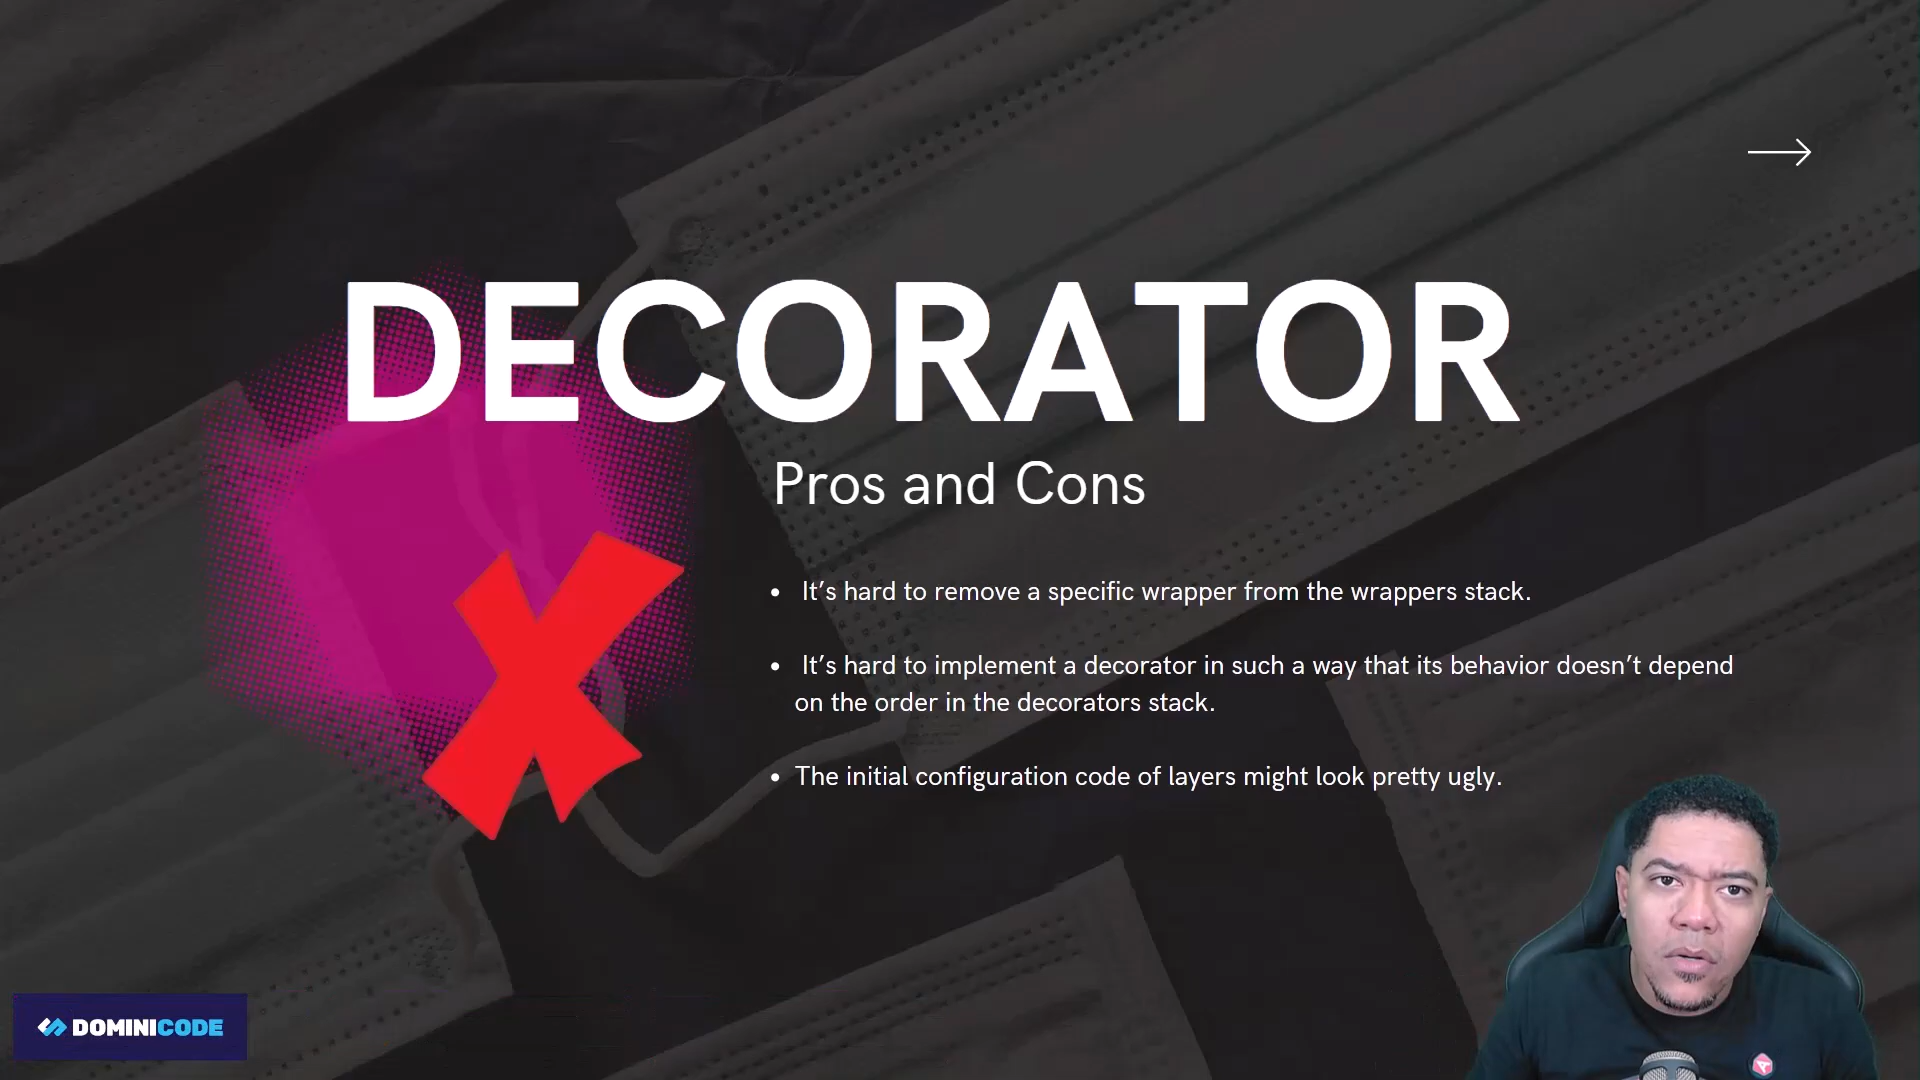 DECORATOR
Pros and Cons
• It’s hard to remove a specific wrapper from the wrappers stack.
• It’s hard to implement a decorator in such a way that its behavior doesn’t depend
on the order in the decorators stack.
• The initial configuration code of layers might look pretty ugly.
DOMINICODE